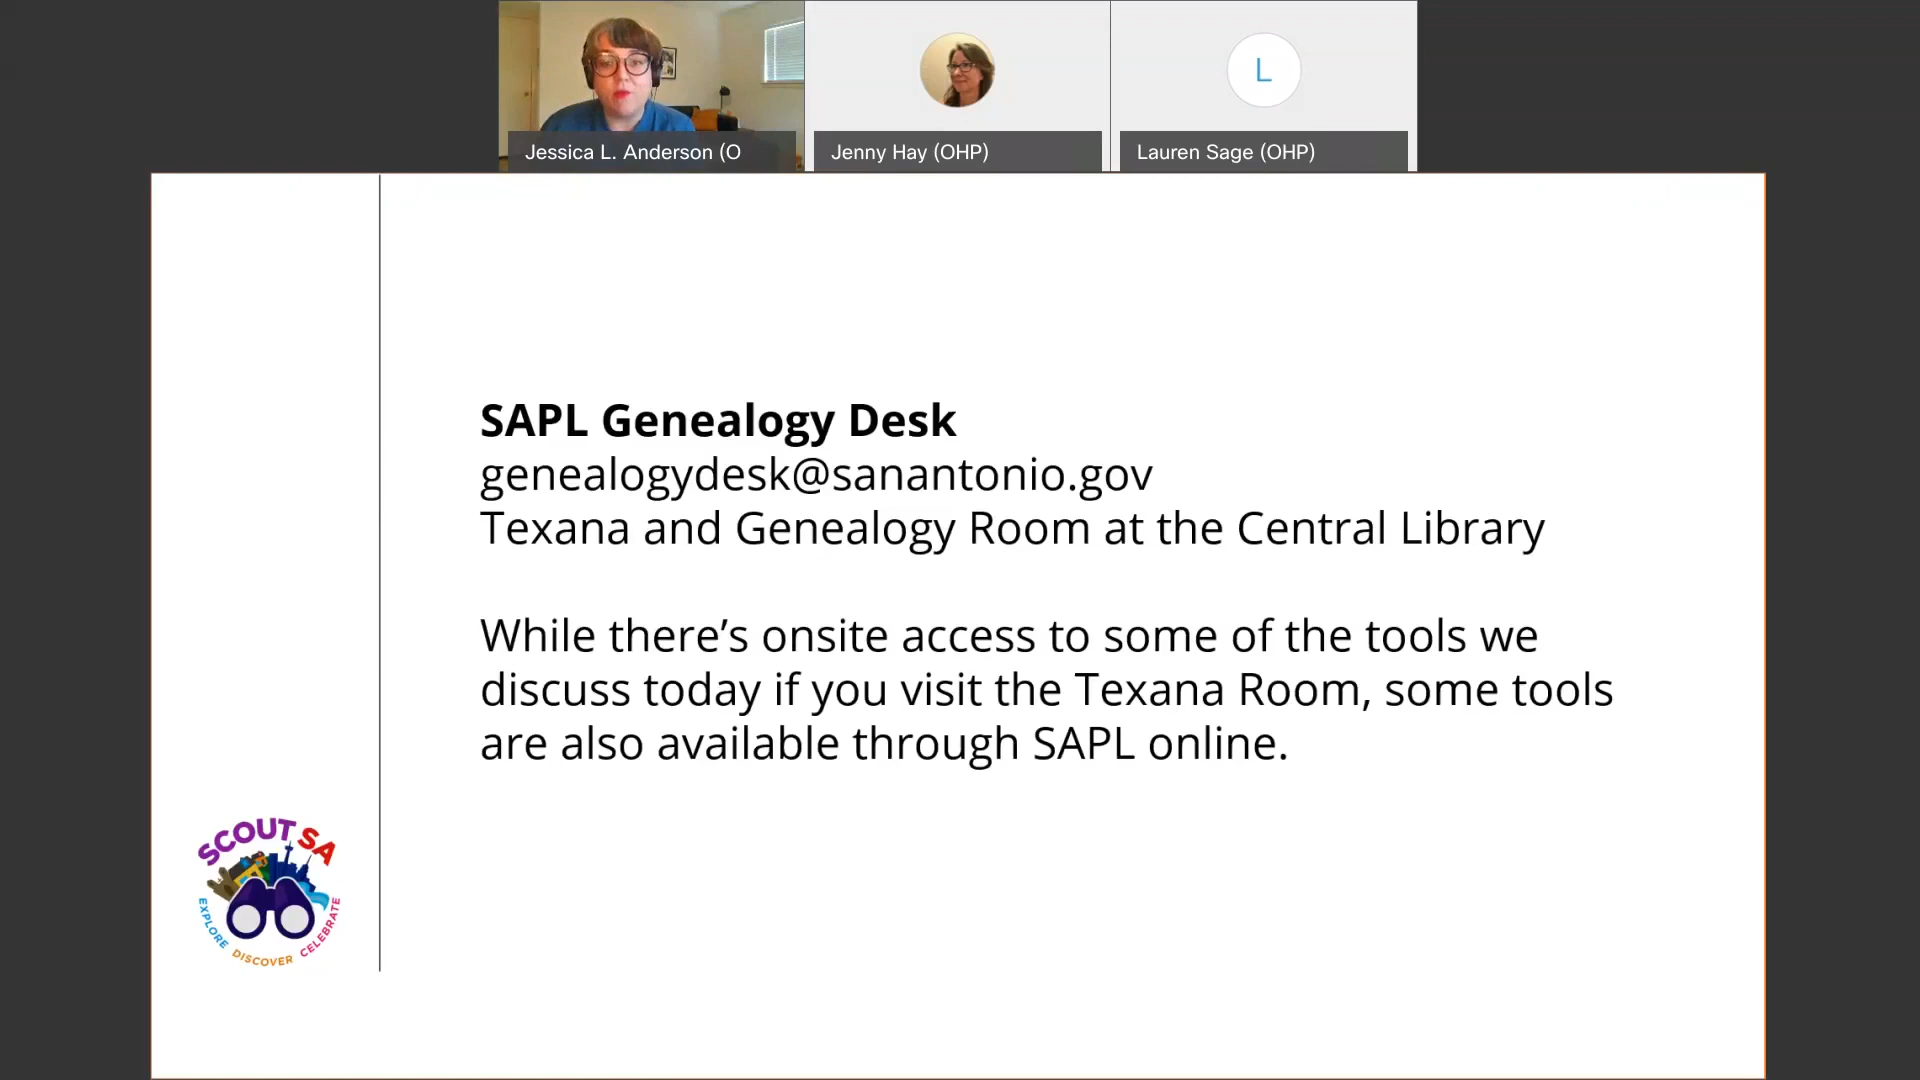 Jessica L. Anderson (O
Jenny Hay (OHP)
L
Lauren Sage (OHP)
SAPL Genealogy Desk
genealogydesk@sanantonio.gov
Texana and Genealogy Room at the Central Library
While there’s onsite access to some of the tools we
discuss today if you visit the Texana Room, some tools
are also available through SAPL online.
SCOUT SA
EXPLORE DISCOVER CELEBRATE